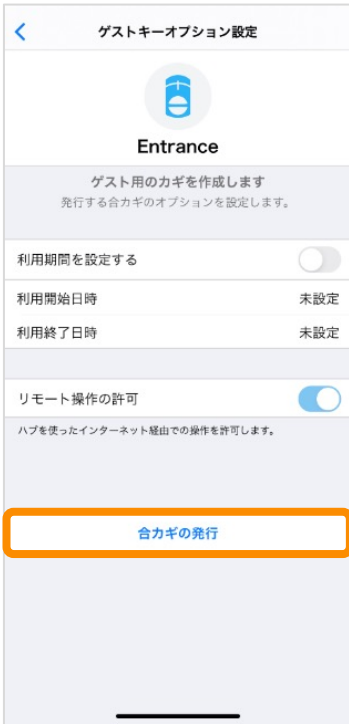 ゲストキーオプション設定
Entrance
ゲスト用のカギを作成します
発行する合カギのオプションを設定します。
利用期間を設定する
利用開始日時 未設定
利用終了日時 未設定
リモート操作の許可
ハブを使ったインターネット経由での操作を許可します。
合カギの発行